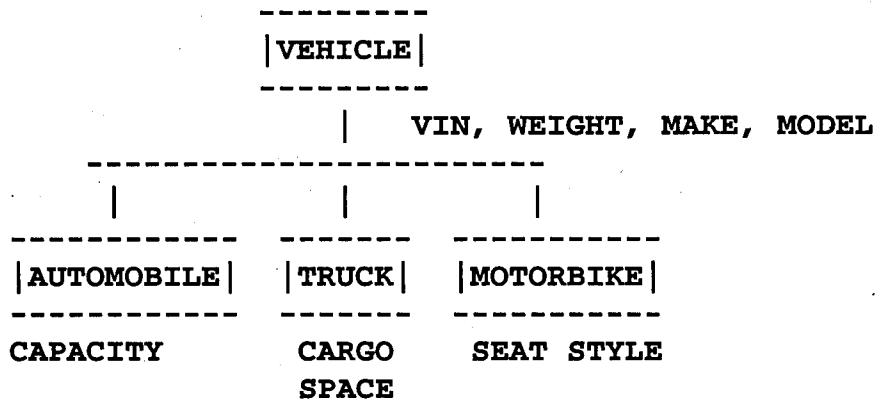 VEHICLE
VIN, WEIGHT, MAKE, MODEL
AUTOMOBILE TRUCK MOTORBIKE
CAPACITY CARGO SEAT STYLE
SPACE